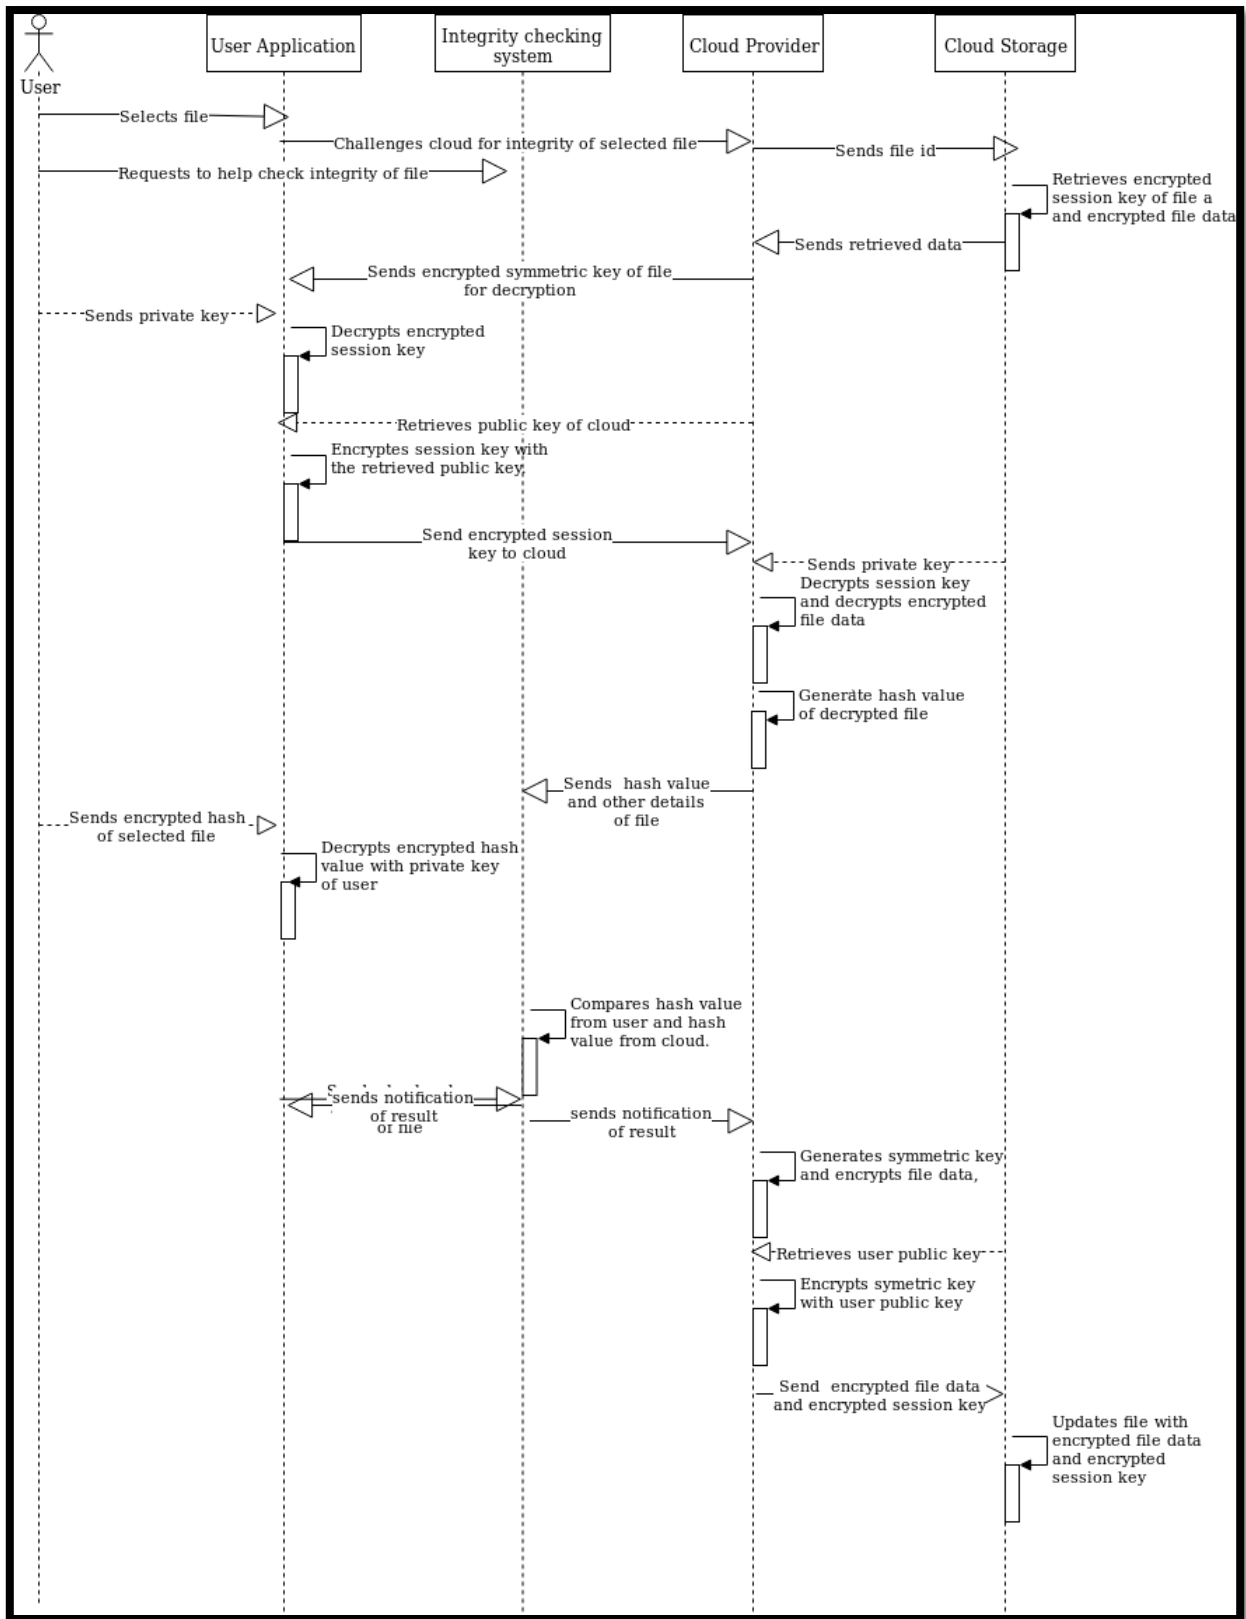 User Application
Integrity checking
system
Cloud Provider
Cloud Storage
User
Selects file
Challenges cloud for integrity of selected file
Sends file id
Requests to help check integrity of file
Retrieves encrypted
session key of file a
and encrypted file data
Sends retrieved data
Sends encrypted symmetric key of file
for decryption
Sends private key
Decrypts encrypted
session key
Retrieves public key of cloud
Encryptes session key with
the retrieved public key.
Send encrypted session
key to cloud
Sends private key
Decrypts session key
and decrypts encrypted
file data
Generate hash value
of decrypted file
Sends hash value
and other details
of file
Sends encrypted hash
of selected file
Decrypts encrypted hash
value with private key
of user
Compares hash value
from user and hash
value from cloud.
sends notification
of result
of file
sends notification
of result
Generates symmetric key
and encrypts file data,
Retrieves user public key
Encrypts symetric key
with user public key
Send encrypted file data
and encrypted session key
Updates file with
encrypted file data
and encrypted
session key